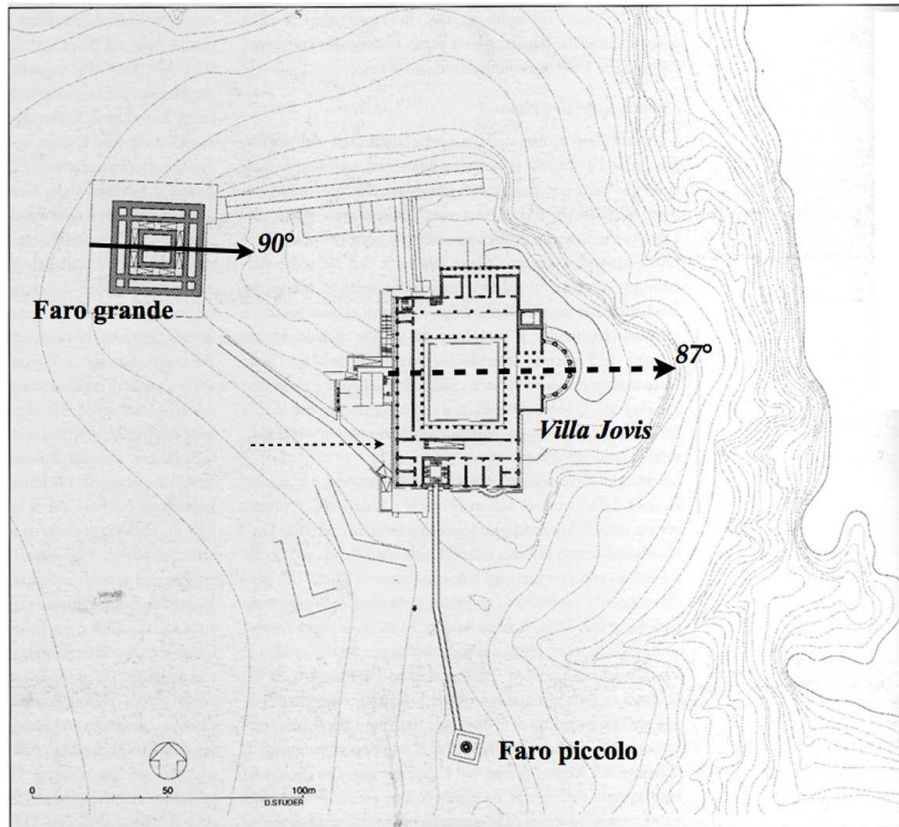 90°
Faro grande
87°
Villa Jovis
Faro piccolo
0 50 100m
D.STUDER